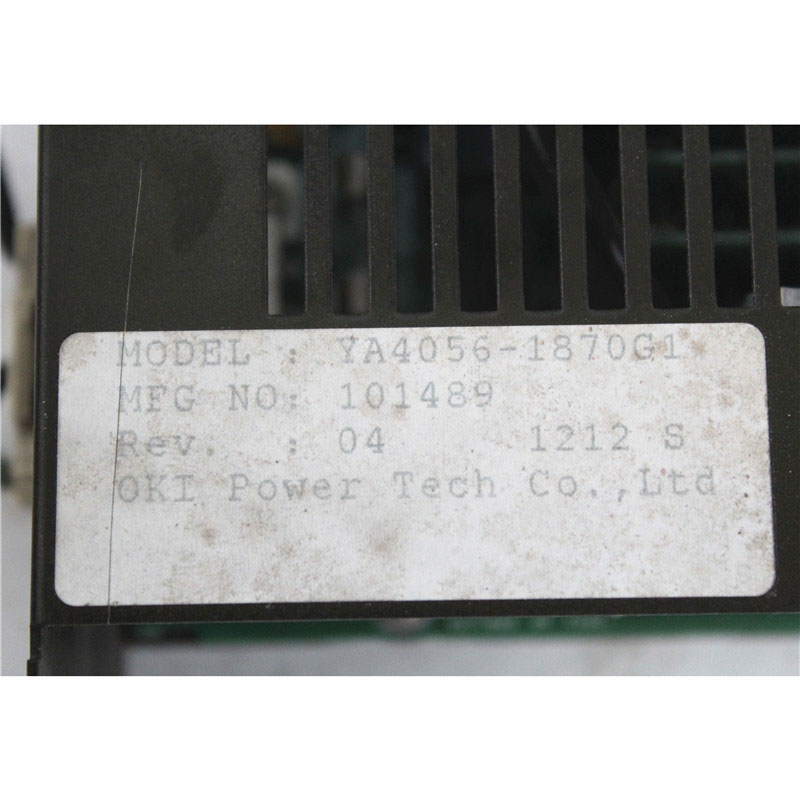 MODEL : YA4056-1870G1
MFG NO: 101489
Rev. : 04 1212 S
OKI Power Tech Co.,Ltd